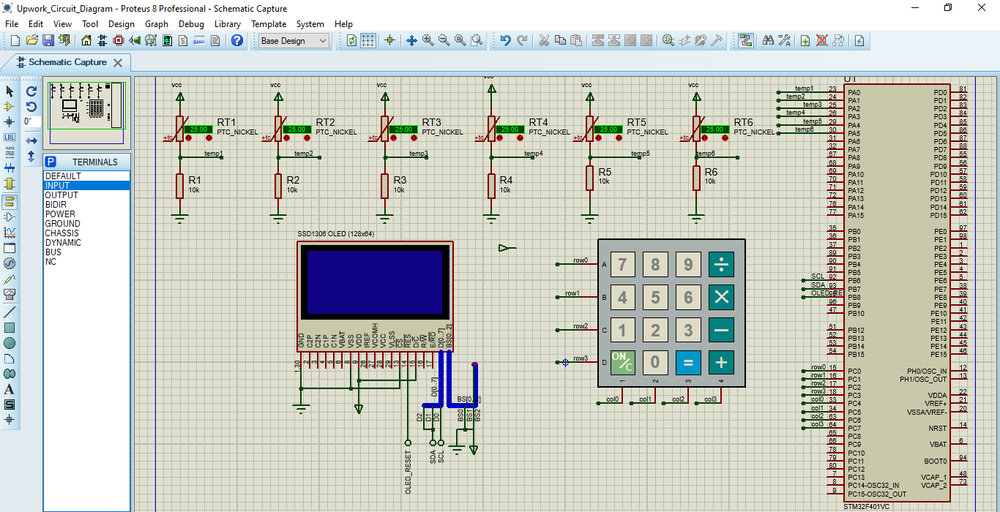 Upwork_Circuit_Diagram - Proteus 8 Professional - Schematic Capture
File Edit View Tool Design Graph Debug Library Template System Help
Base Design
Schematic Capture
0°
LBL
P TERMINALS
DEFAULT
INPUT
OUTPUT
BIDIR
POWER
GROUND
CHASSIS
DYNAMIC
BUS
NC
A
S
vcc vcc vcc vcc vcc vcc
RT1 RT2 RT3 RT4 RT5 RT6
25.00 25.00 25.00 25.00 25.00 25.00
PTC_NICKEL PTC_NICKEL PTC_NICKEL PTC_NICKEL PTC_NICKEL PTC_NICKEL
+tc +tc +tc +tc +tc +tc
temp1 temp2 temp3 temp4 temp5 temp6
R1 R2 R3 R4 R5 R6
10k 10k 10k 10k 10k 10k
SSD1306 OLED (128x64)
GND C2P C2N C1P C1N VBAT VSS VDD IREF VCOMH VCC VLSS CS RES D/C R/W E/RD D[0..7] BS[0..2]
1,30 2 3 4 5 6 8 9 26 27 28 29 13 14 15 16 17
D[0..7]
BS[0..2]
D2 D1 D0 BS0 BS1 BS2
OLED_RESET SDA SCL
row0 A 7 8 9 ÷
row1 B 4 5 6 ×
row2 C 1 2 3 −
row3 D ON/C 0 = +
1 2 3 4
col0 col1 col2 col3
U1
temp1 23 PA0 PD0 81
temp2 24 PA1 PD1 82
temp3 25 PA2 PD2 83
temp4 26 PA3 PD3 84
temp5 29 PA4 PD4 85
temp6 30 PA5 PD5 86
31 PA6 PD6 87
32 PA7 PD7 88
67 PA8 PD8 55
68 PA9 PD9 56
69 PA10 PD10 57
70 PA11 PD11 58
71 PA12 PD12 59
72 PA13 PD13 60
76 PA14 PD14 61
77 PA15 PD15 62
35 PB0 PE0 97
36 PB1 PE1 98
37 PB2 PE2 1
89 PB3 PE3 2
90 PB4 PE4 3
91 PB5 PE5 4
SCL 92 PB6 PE6 5
SDA 93 PB7 PE7 38
OLED_RE 95 PB8 PE8 39
96 PB9 PE9 40
47 PB10 PE10 41
PE11 42
51 PB12 PE12 43
52 PB13 PE13 44
53 PB14 PE14 45
54 PB15 PE15 46
row0 15 PC0 PH0/OSC_IN 12
row1 16 PC1 PH1/OSC_OUT 13
row2 17 PC2
row3 18 PC3 VDDA 22
col0 33 PC4 VREF+ 21
col1 34 PC5 VSSA/VREF- 20
col2 63 PC6
col3 64 PC7 NRST 14
65 PC8
66 PC9 VBAT 6
78 PC10
79 PC11 BOOT0 94
80 PC12
7 PC13 VCAP_1 48
8 PC14-OSC32_IN VCAP_2 73
9 PC15-OSC32_OUT
STM32F401VC